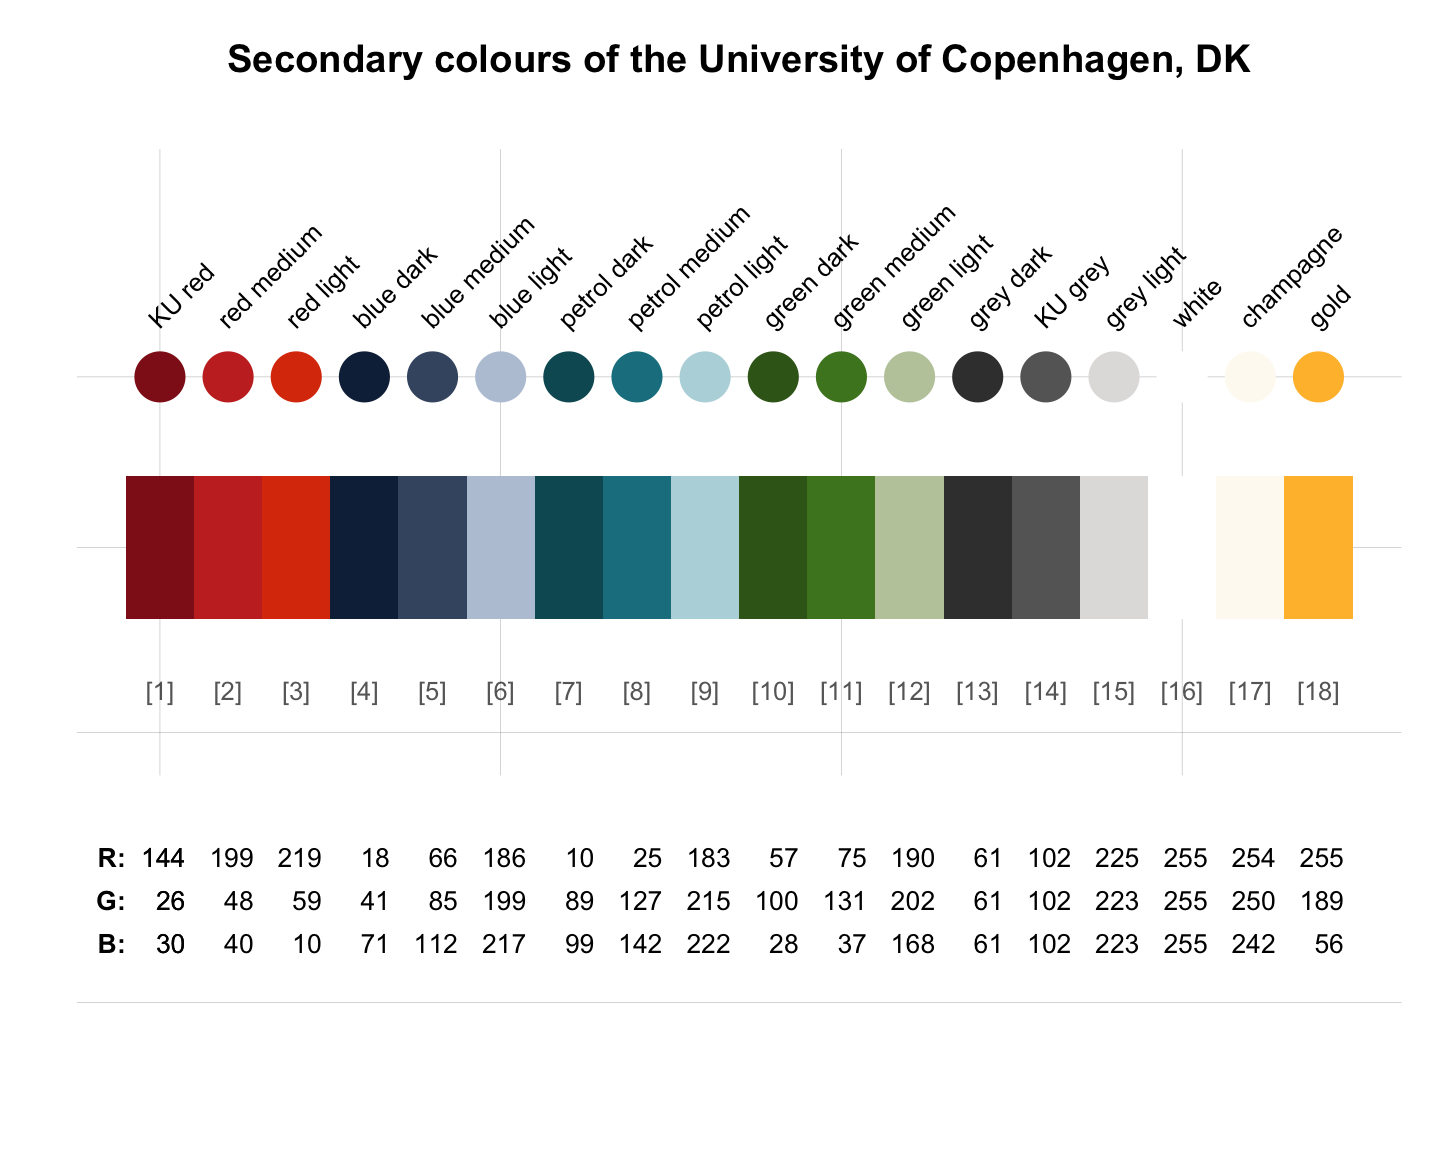 Secondary colours of the University of Copenhagen, DK
KU red
red medium
red light
blue dark
blue medium
blue light
petrol dark
petrol medium
petrol light
green dark
green medium
green light
grey dark
KU grey
grey light
white
champagne
gold
[1] [2] [3] [4] [5] [6] [7] [8] [9] [10] [11] [12] [13] [14] [15] [16] [17] [18]
R: 144 199 219 18 66 186 10 25 183 57 75 190 61 102 225 255 254 255
G: 26 48 59 41 85 199 89 127 215 100 131 202 61 102 223 255 250 189
B: 30 40 10 71 112 217 99 142 222 28 37 168 61 102 223 255 242 56